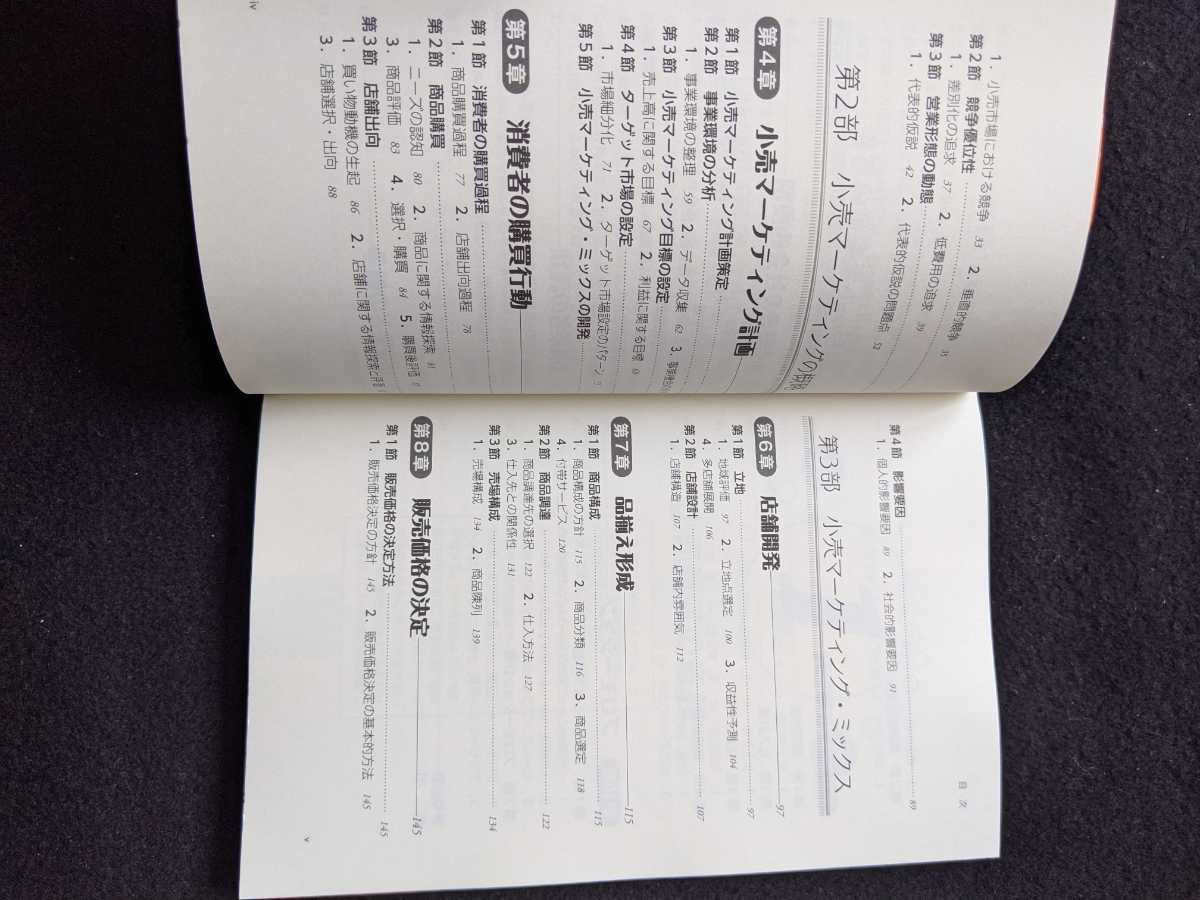 1. 小売市場における競争 33 2. 垂直的競争 35
第2節 競争優位性
1. 差別化の追求 37 2. 低費用の追求 39
第3節 営業形態の動態
1. 代表的仮説 42 2. 代表的仮説の問題点 52
第2部 小売マーケティングの
第4章 小売マーケティング計画
第1節 小売マーケティング計画策定
第2節 事業環境の分析
1. 事業環境の整理 59 2. データ収集 62 3.
第3節 小売マーケティング目標の設定
1. 売上高に関する目標 67 2. 利益に関する目標
第4節 ターゲット市場の設定
1. 市場細分化 71 2. ターゲット市場設定のパターン
第5節 小売マーケティング・ミックスの開発
第5章 消費者の購買行動
第1節 消費者の購買過程
1. 商品購買過程 77 2. 店舗出向過程 78
第2節 商品購買
1. ニーズの認知 80 2. 商品に関する情報探索 81
3. 商品評価 83 4. 選択・購買 84 5. 購買後評価
第3節 店舗出向
1. 買い物動機の生起 86 2. 店舗に関する情報探索と評価
3. 店舗選択・出向 88
iv
目 次
第4節 影響要因 89
1. 個人的影響要因 89 2. 社会的影響要因 91
第3部 小売マーケティング・ミックス
第6章 店舗開発 97
第1節 立地 97
1. 地域評価 97 2. 立地点選定 100 3. 収益性予測 104
4. 多店舗展開 106
第2節 店舗設計 107
1. 店舗構造 107 2. 店舗内雰囲気 112
第7章 品揃え形成 115
第1節 商品構成 115
1. 商品構成の方針 115 2. 商品分類 116 3. 商品選定 118
4. 付帯サービス 120
第2節 商品調達 122
1. 商品調達先の選択 122 2. 仕入方法 127
3. 仕入先との関係性 131
第3節 売場構成 134
1. 売場構成 134 2. 商品陳列 139
第8章 販売価格の決定 145
第1節 販売価格の決定方法 145
1. 販売価格決定の方針 145 2. 販売価格決定の基本的方法 145
v